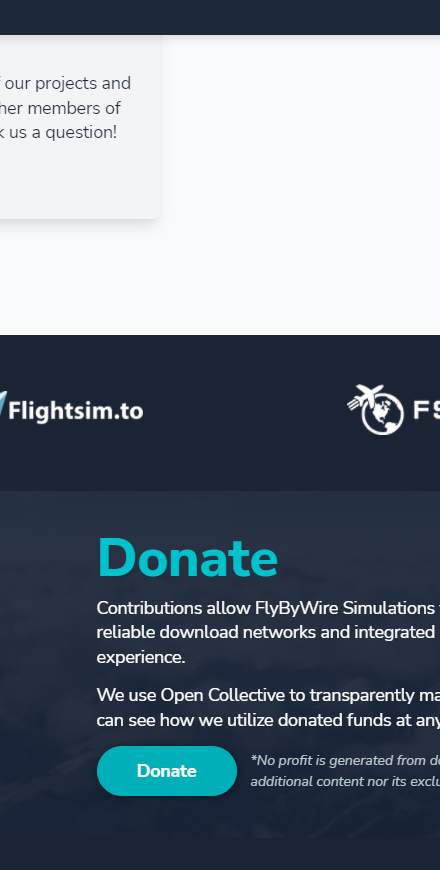 our projects and
her members of
us a question!
Flightsim.to
FS
Donate
Contributions allow FlyByWire Simulations
reliable download networks and integrated
experience.
We use Open Collective to transparently
can see how we utilize donated funds at any
Donate
*No profit is generated from
additional content nor its